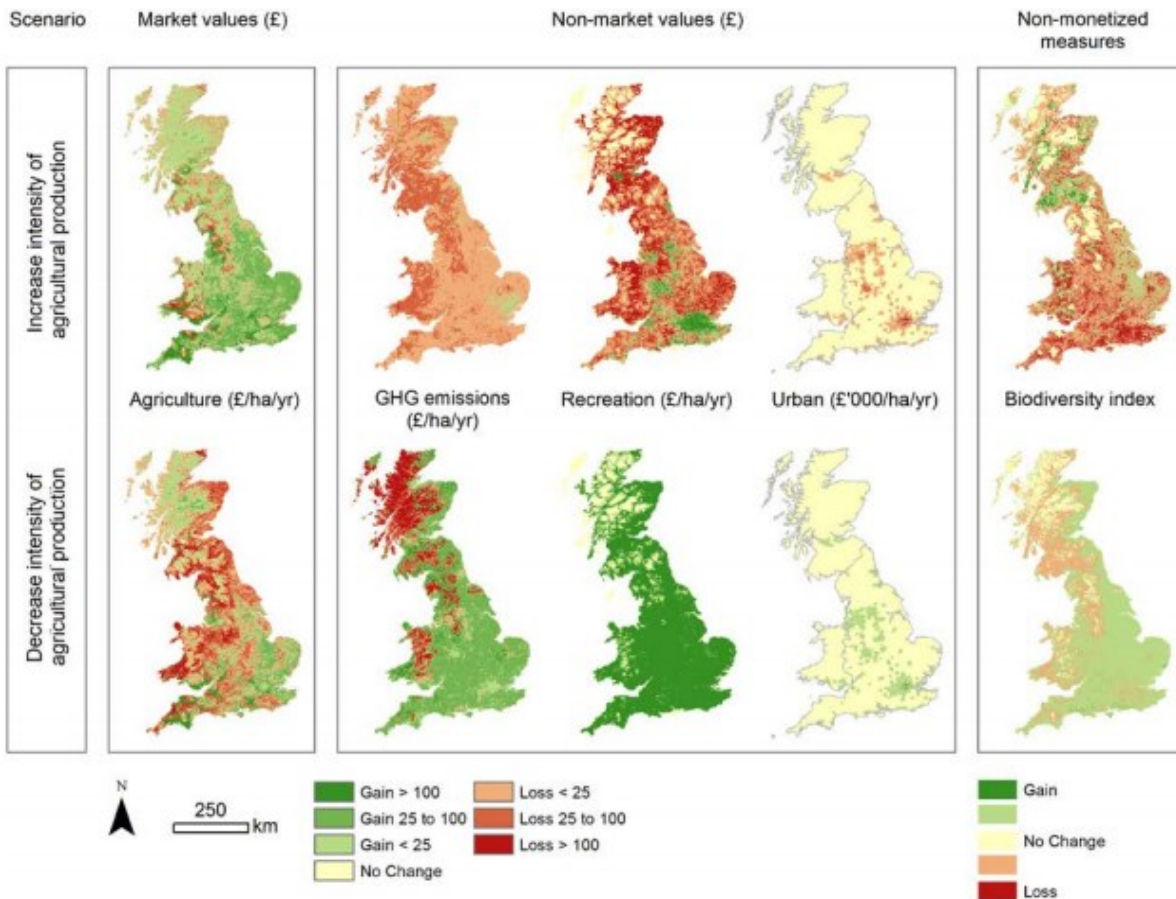 Scenario
Market values (£)
Non-market values (£)
Non-monetized
measures
Increase intensity of
agricultural production
Agriculture (£/ha/yr)
GHG emissions
(£/ha/yr)
Recreation (£/ha/yr)
Urban (£'000/ha/yr)
Biodiversity index
Decrease intensity of
agricultural production
N
250
km
Gain > 100
Gain 25 to 100
Gain < 25
No Change
Loss < 25
Loss 25 to 100
Loss > 100
Gain
No Change
Loss